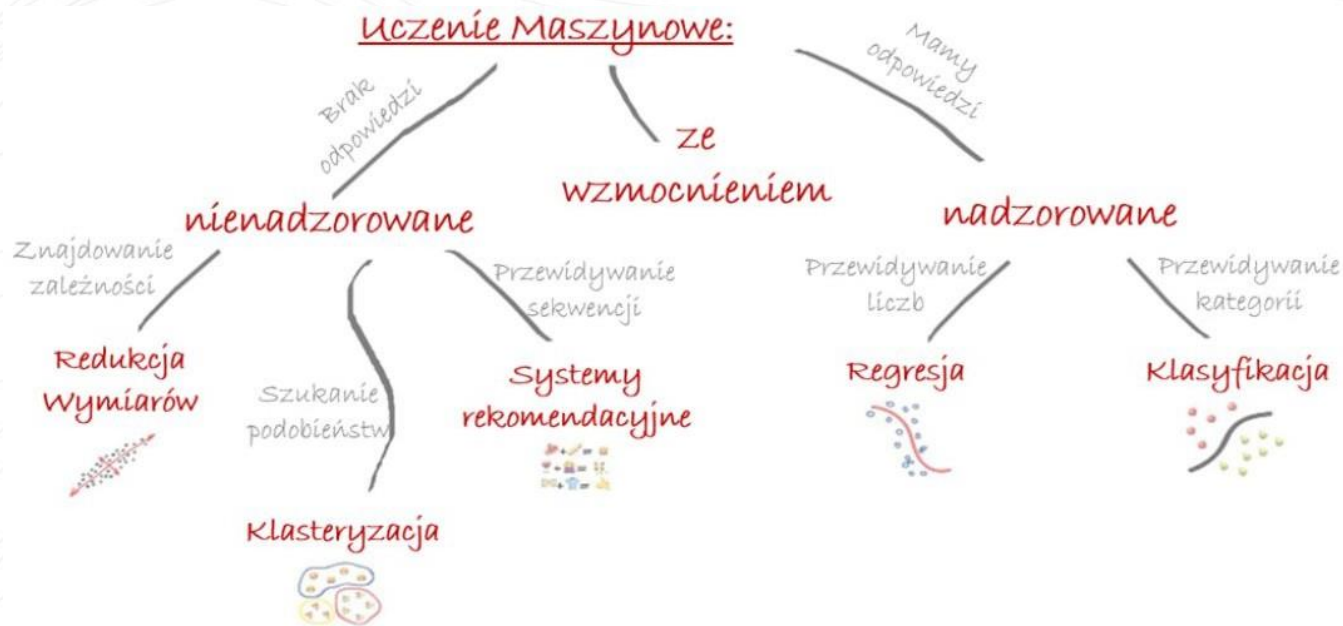 Uczenie Maszynowe:
Brak
odpowiedzi
Mamy
odpowiedzi
ze
wzmocnieniem
nienadzorowane
nadzorowane
Znajdowanie
zależności
Przewidywanie
sekwencji
Przewidywanie
liczb
Przewidywanie
kategorii
Redukcja
Wymiarów
Szukanie
podobieństw
Systemy
rekomendacyjne
Regresja
Klasyfikacja
Klasteryzacja